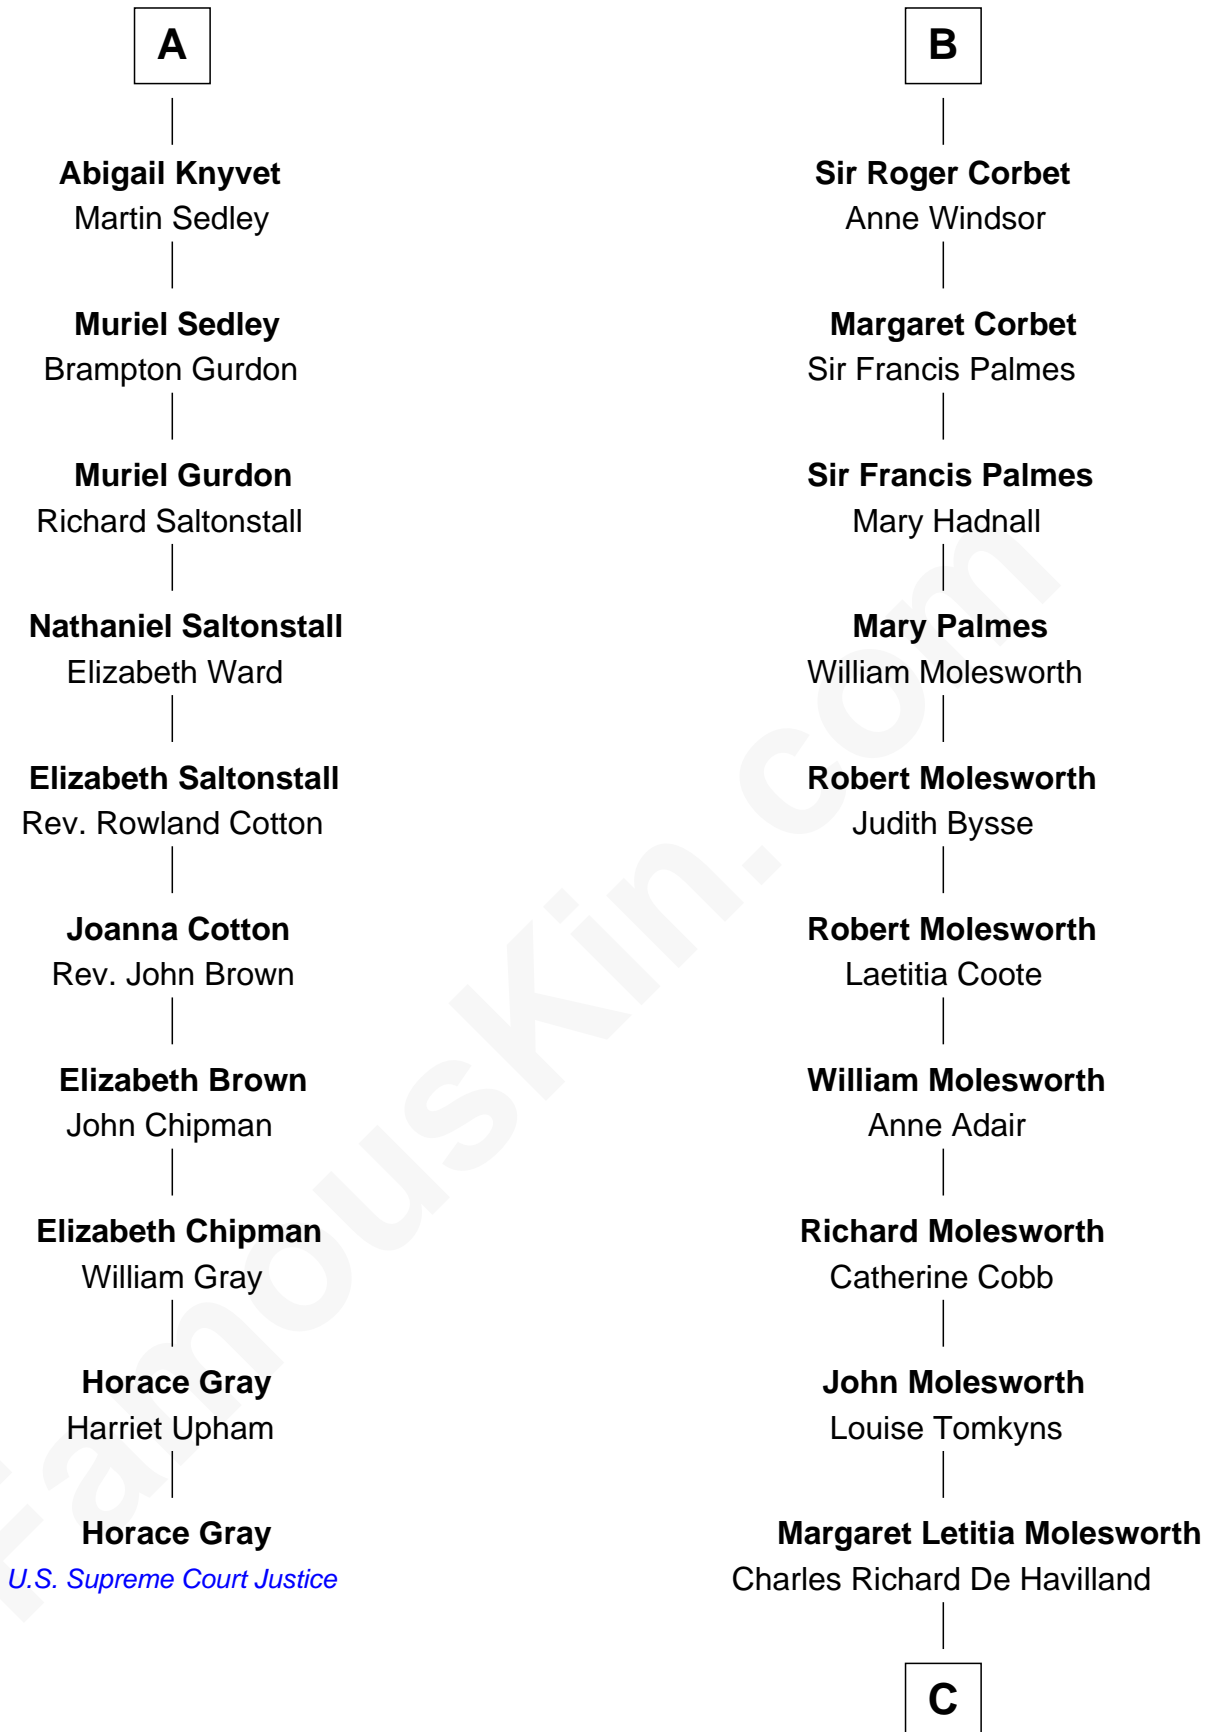 A
Abigail Knyvet
Martin Sedley
Muriel Sedley
Brampton Gurdon
Muriel Gurdon
Richard Saltonstall
Nathaniel Saltonstall
Elizabeth Ward
Elizabeth Saltonstall
Rev. Rowland Cotton
Joanna Cotton
Rev. John Brown
Elizabeth Brown
John Chipman
Elizabeth Chipman
William Gray
Horace Gray
Harriet Upham
Horace Gray
U.S. Supreme Court Justice
B
Sir Roger Corbet
Anne Windsor
Margaret Corbet
Sir Francis Palmes
Sir Francis Palmes
Mary Hadnall
Mary Palmes
William Molesworth
Robert Molesworth
Judith Bysse
Robert Molesworth
Laetitia Coote
William Molesworth
Anne Adair
Richard Molesworth
Catherine Cobb
John Molesworth
Louise Tomkyns
Margaret Letitia Molesworth
Charles Richard De Havilland
C
FamousKin.com